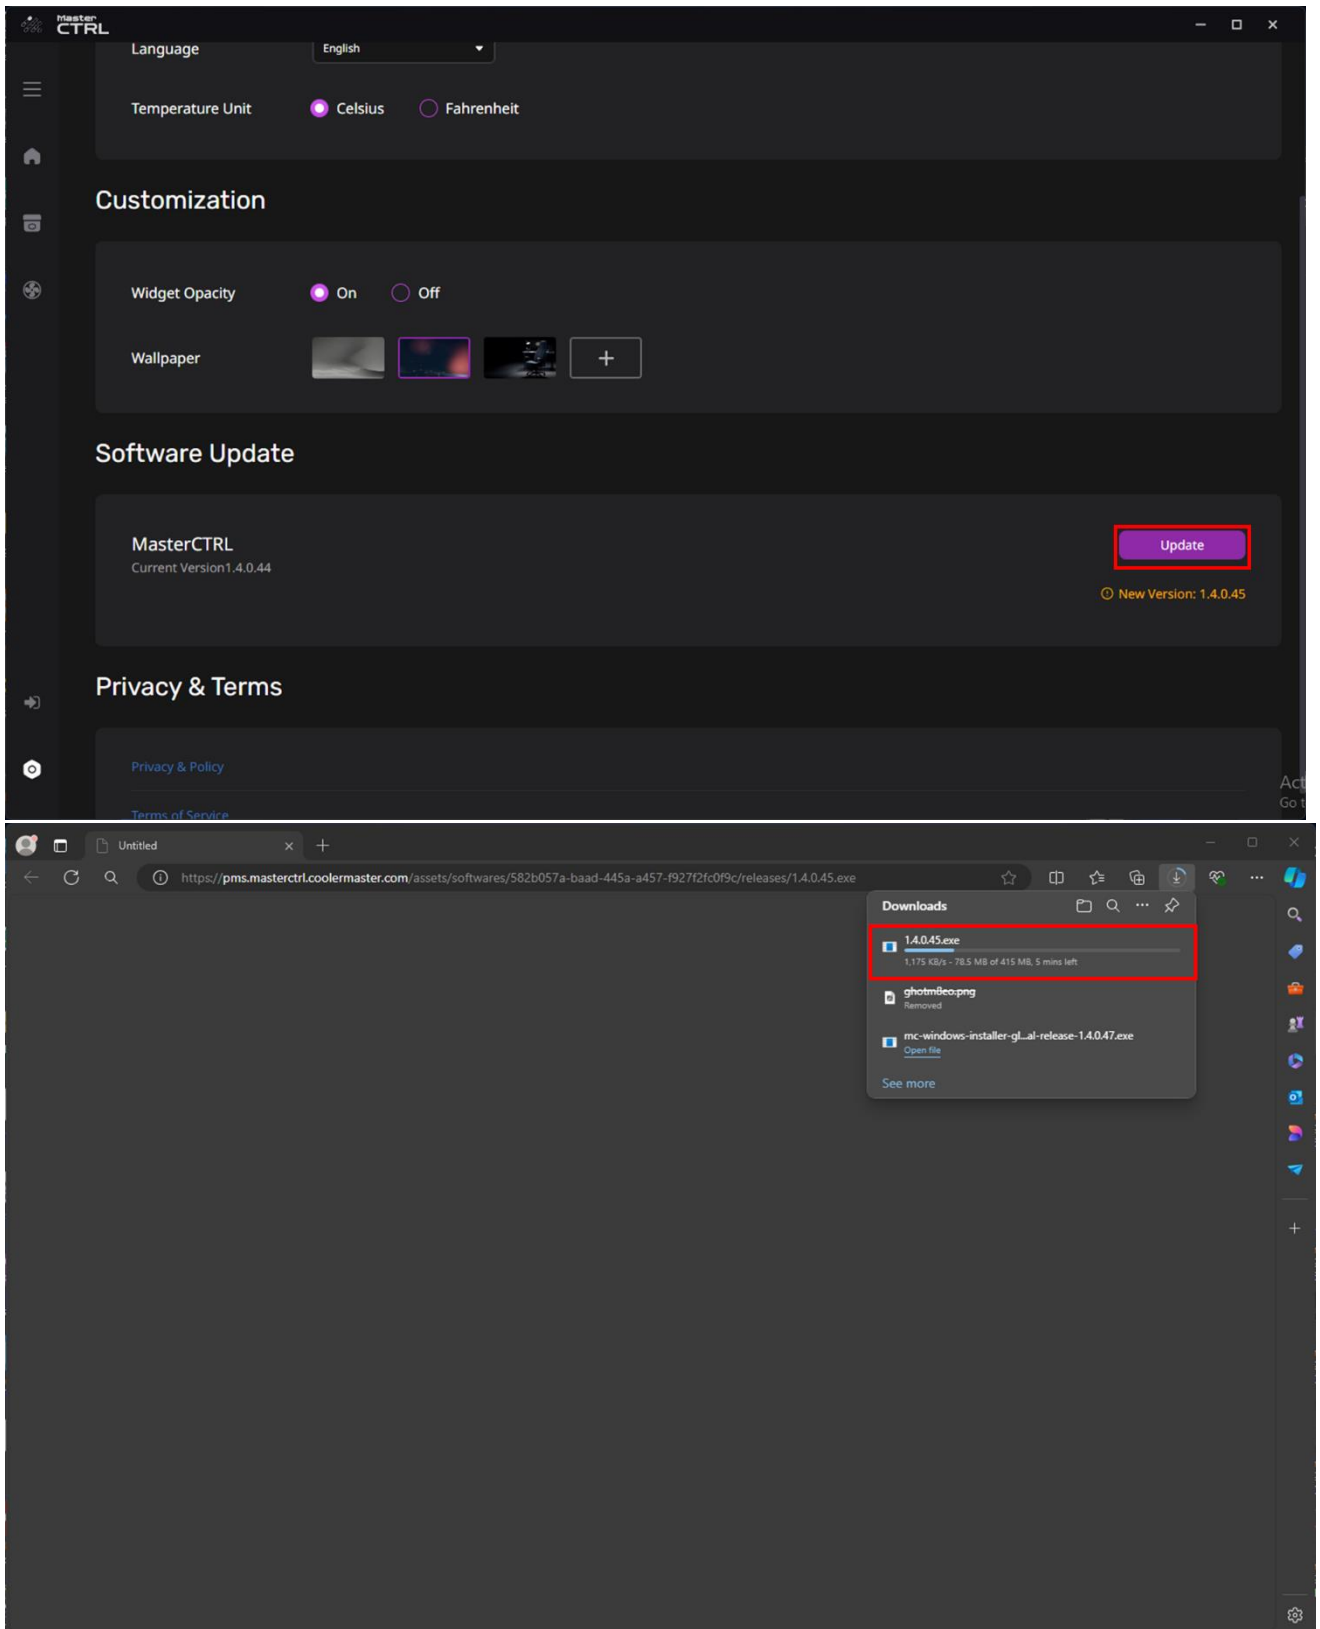 Master
CTRL
Language
English
Temperature Unit
Celsius
Fahrenheit
Customization
Widget Opacity
On
Off
Wallpaper
Software Update
MasterCTRL
Current Version1.4.0.44
Update
New Version: 1.4.0.45
Privacy & Terms
Privacy & Policy
Terms of Service
Act
Go t
Untitled
https://pms.masterctrl.coolermaster.com/assets/softwares/582b057a-baad-445a-a457-f927f2fc0f9c/releases/1.4.0.45.exe
Downloads
1.4.0.45.exe
1,175 KB/s - 78.5 MB of 415 MB, 5 mins left
ghotm8eo.png
Removed
mc-windows-installer-gl...al-release-1.4.0.47.exe
Open file
See more